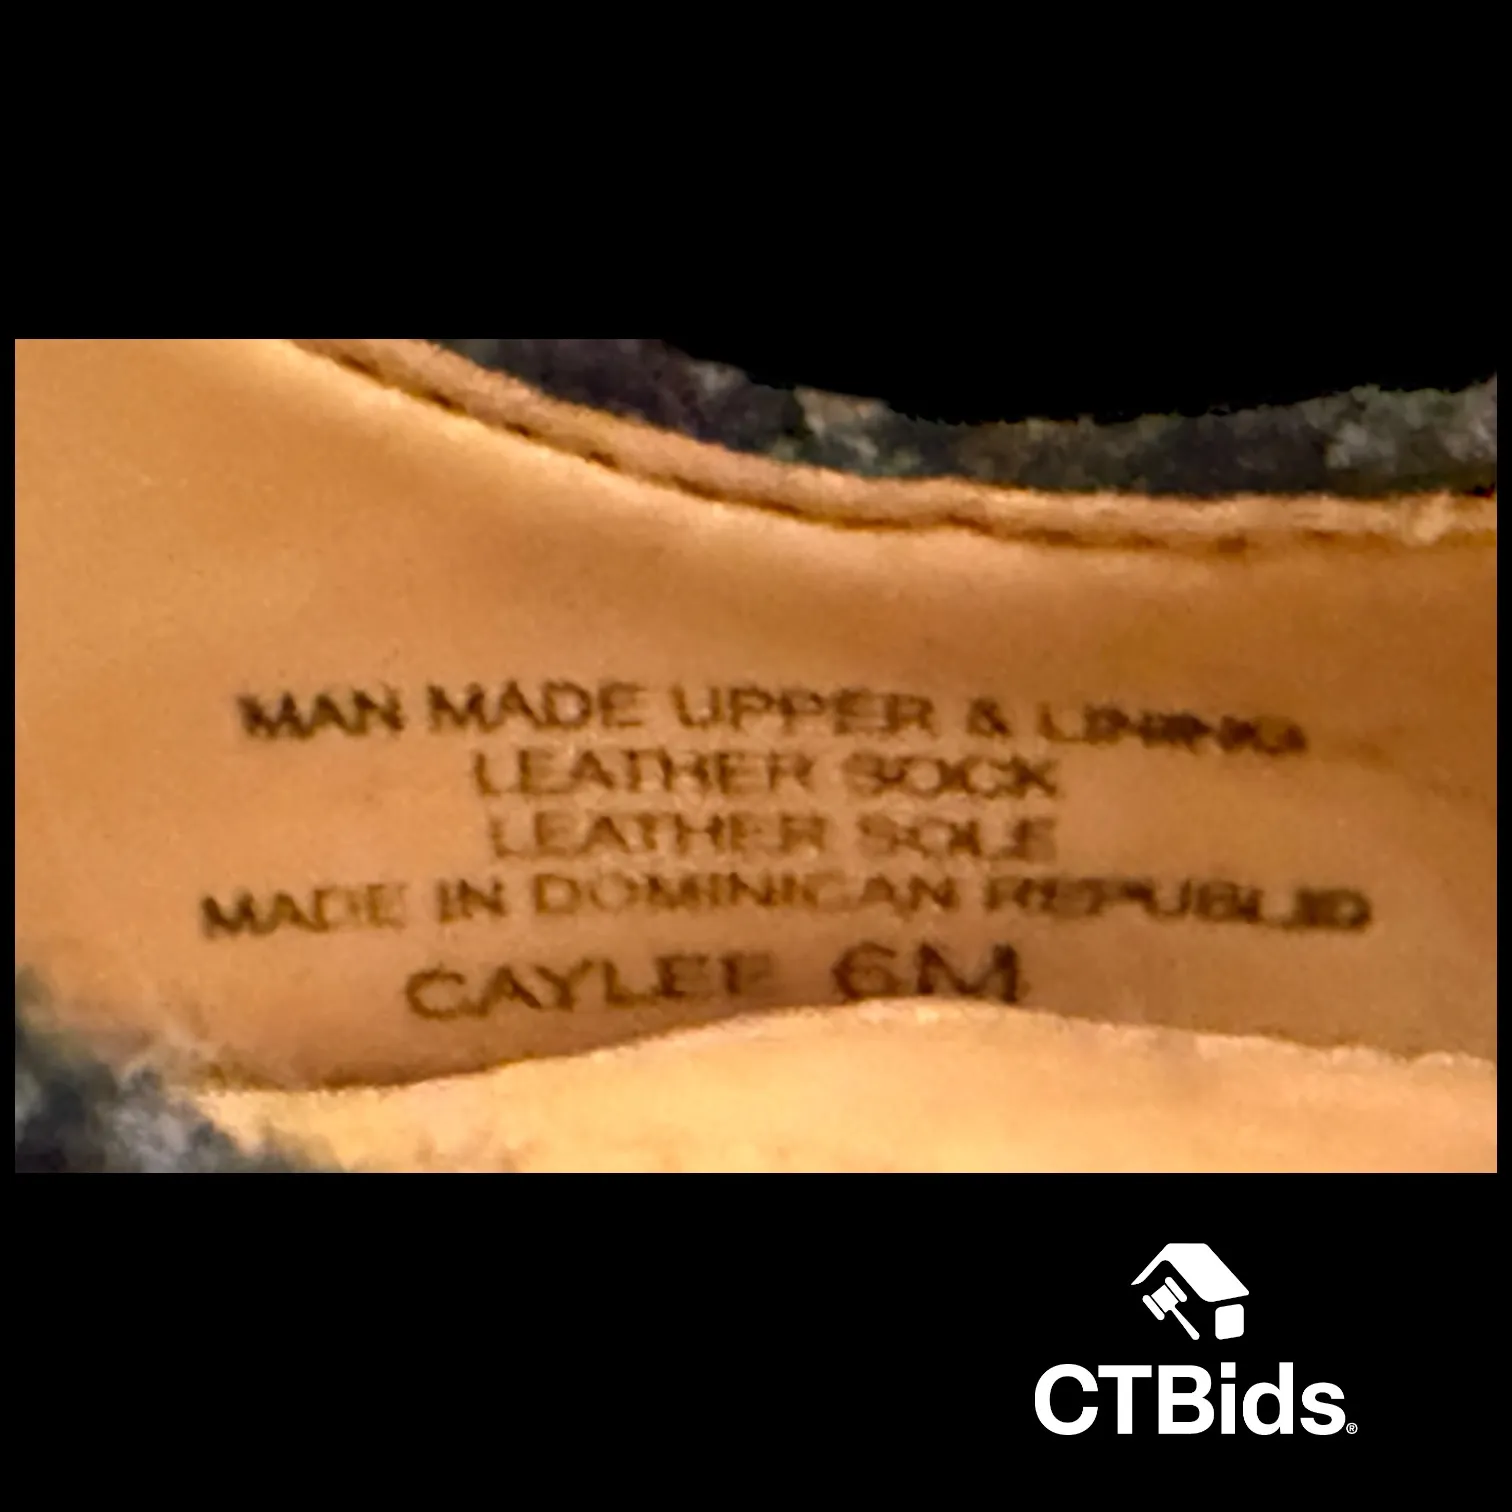 MAN MADE UPPER & LINING
LEATHER SOCK
LEATHER SOLE
MADE IN DOMINICAN REPUBLIC
CAYLEE 6M
CTBids®